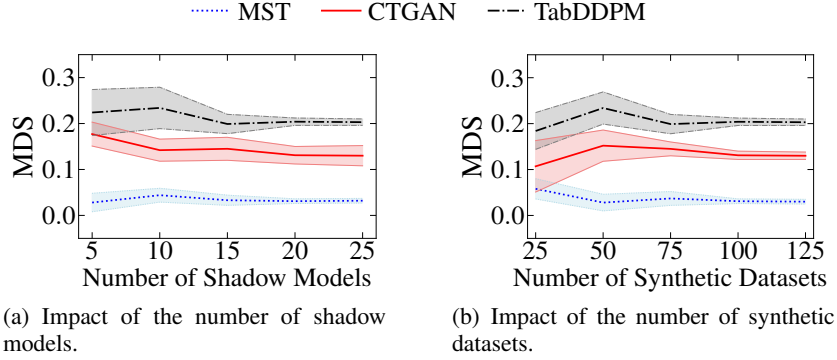 MST CTGAN TabDDPM
MDS
0.3
0.2
0.1
0.0
5 10 15 20 25
Number of Shadow Models
(a) Impact of the number of shadow
models.
MDS
0.3
0.2
0.1
0.0
25 50 75 100 125
Number of Synthetic Datasets
(b) Impact of the number of synthetic
datasets.